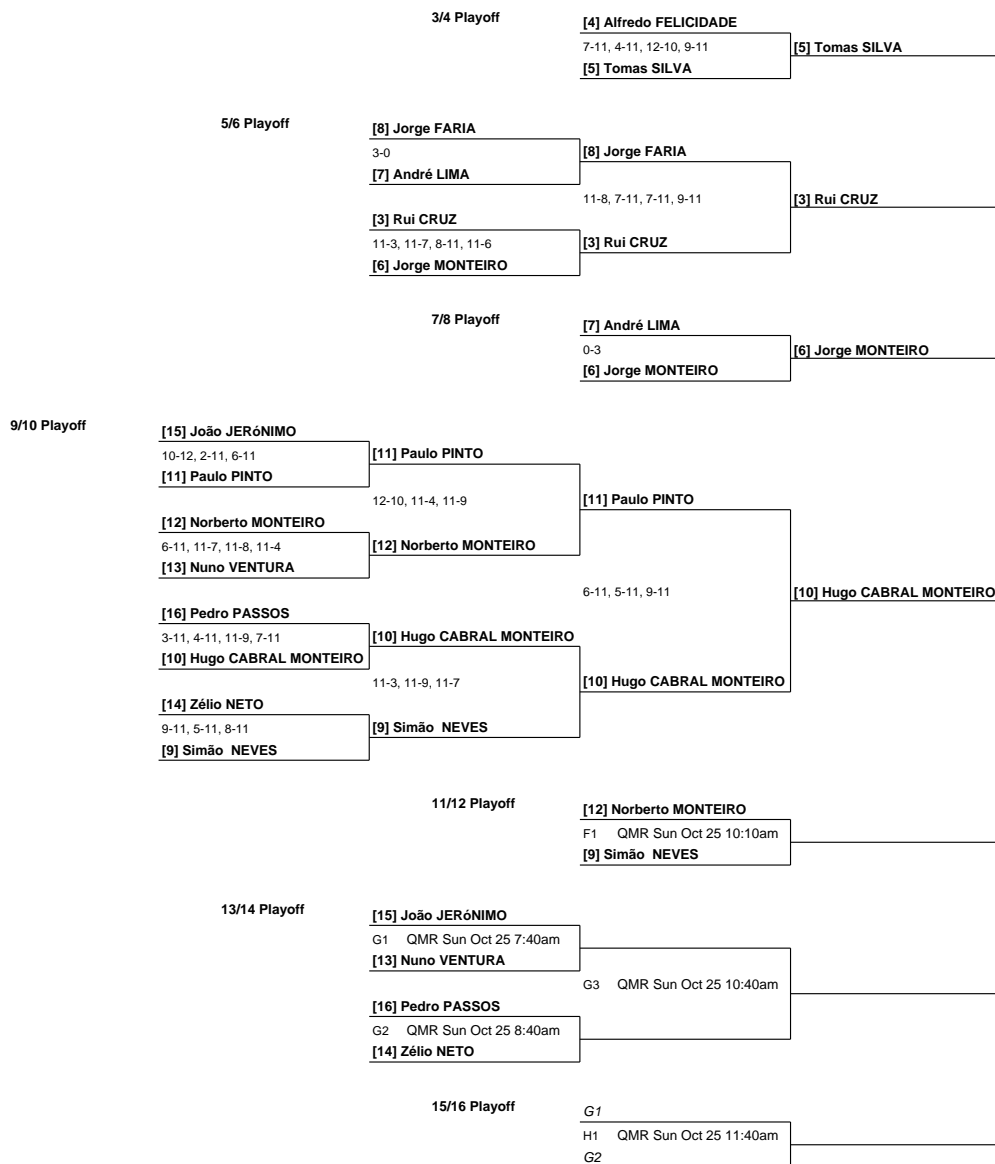 3/4 Playoff
[4] Alfredo FELICIDADE
7-11, 4-11, 12-10, 9-11
[5] Tomas SILVA
[5] Tomas SILVA
5/6 Playoff
[8] Jorge FARIA
3-0
[8] Jorge FARIA
[7] André LIMA
11-8, 7-11, 7-11, 9-11
[3] Rui CRUZ
[3] Rui CRUZ
11-3, 11-7, 8-11, 11-6
[3] Rui CRUZ
[6] Jorge MONTEIRO
7/8 Playoff
[7] André LIMA
0-3
[6] Jorge MONTEIRO
[6] Jorge MONTEIRO
9/10 Playoff
[15] João JERóNIMO
10-12, 2-11, 6-11
[11] Paulo PINTO
[11] Paulo PINTO
12-10, 11-4, 11-9
[11] Paulo PINTO
[12] Norberto MONTEIRO
6-11, 11-7, 11-8, 11-4
[12] Norberto MONTEIRO
[13] Nuno VENTURA
6-11, 5-11, 9-11
[10] Hugo CABRAL MONTEIRO
[16] Pedro PASSOS
3-11, 4-11, 11-9, 7-11
[10] Hugo CABRAL MONTEIRO
[10] Hugo CABRAL MONTEIRO
11-3, 11-9, 11-7
[10] Hugo CABRAL MONTEIRO
[14] Zélio NETO
9-11, 5-11, 8-11
[9] Simão  NEVES
[9] Simão  NEVES
11/12 Playoff
[12] Norberto MONTEIRO
F1 QMR Sun Oct 25 10:10am
[9] Simão  NEVES
13/14 Playoff
[15] João JERóNIMO
G1 QMR Sun Oct 25 7:40am
[13] Nuno VENTURA
G3 QMR Sun Oct 25 10:40am
[16] Pedro PASSOS
G2 QMR Sun Oct 25 8:40am
[14] Zélio NETO
15/16 Playoff
G1
H1 QMR Sun Oct 25 11:40am
G2